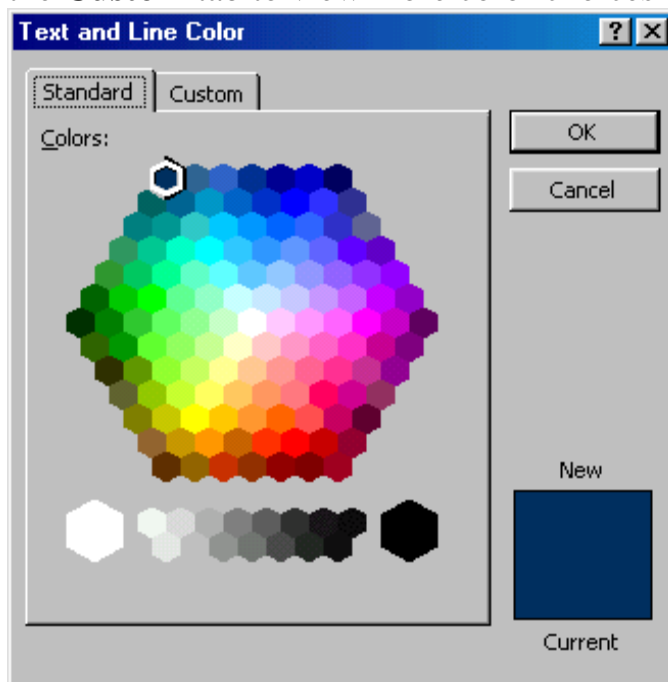 Text and Line Color
Standard
Custom
Colors:
OK
Cancel
New
Current